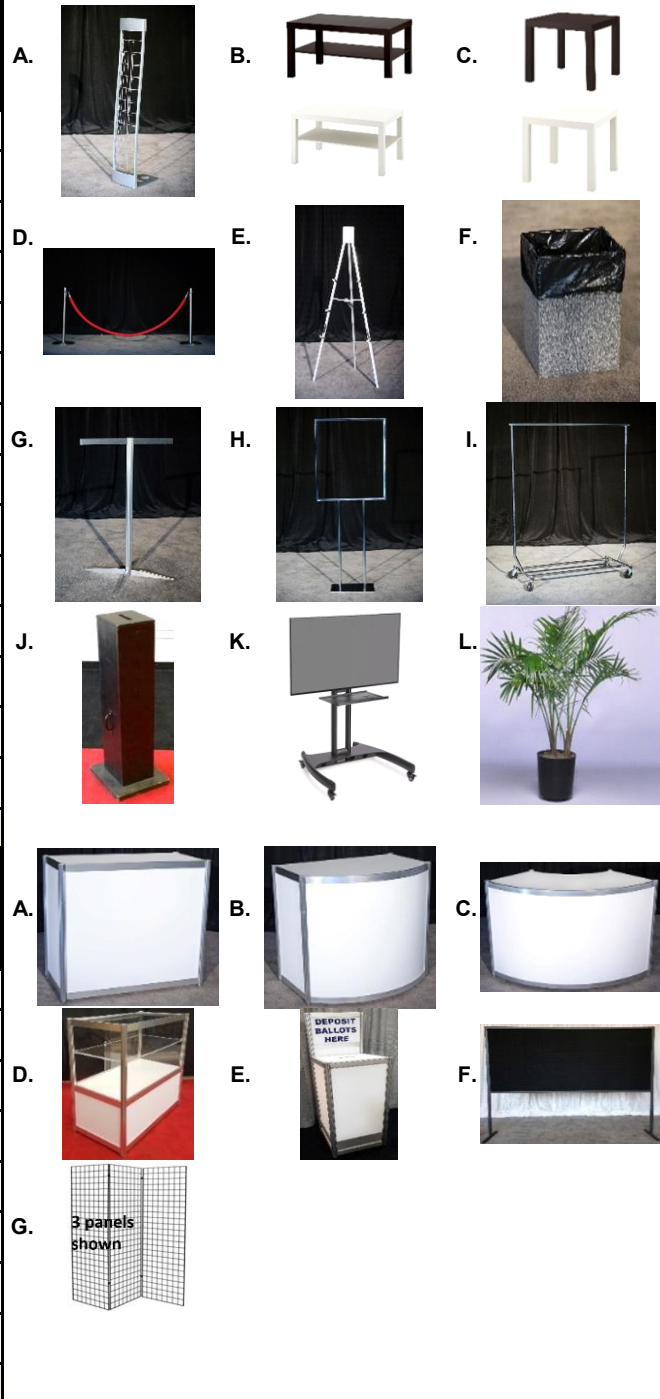 A.
B.
C.
D.
E.
F.
G.
H.
I.
J.
K.
L.
A.
B.
C.
D.
E.
DEPOSIT
BALLOTS
HERE
F.
G.
3 panels
shown